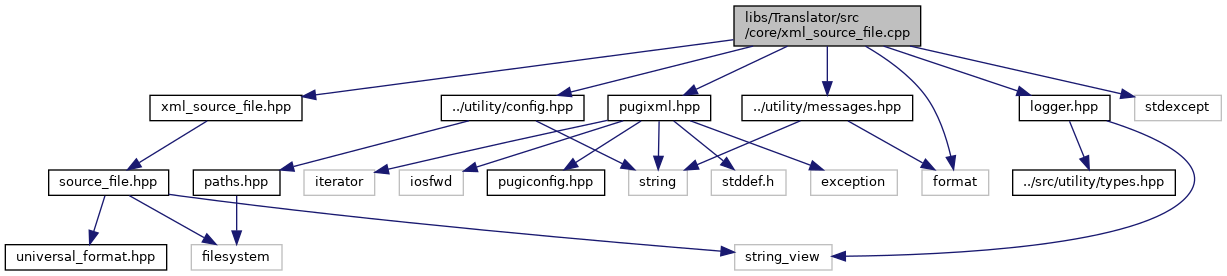 libs/Translator/src
/core/xml_source_file.cpp
xml_source_file.hpp
../utility/config.hpp
pugixml.hpp
../utility/messages.hpp
logger.hpp
stdexcept
source_file.hpp
paths.hpp
iterator
iosfwd
pugiconfig.hpp
string
stddef.h
exception
format
../src/utility/types.hpp
universal_format.hpp
filesystem
string_view